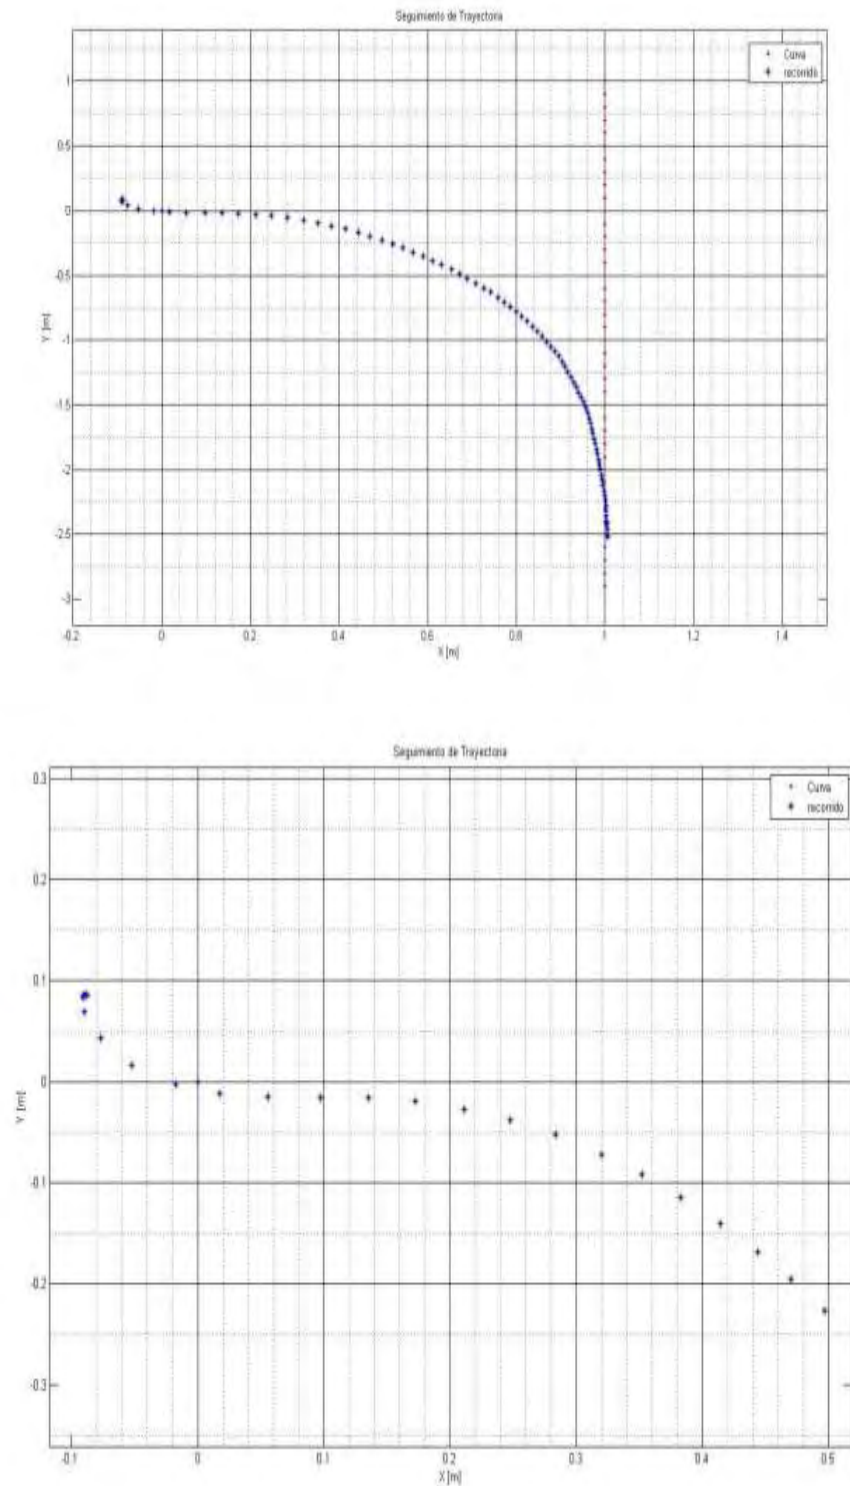 Seguimiento de Trayectoria
Curva
recorrido
1
0.5
0
-0.5
-1
-1.5
-2
-2.5
-3
Y [m]
-0.2 0 0.2 0.4 0.6 0.8 1 1.2 1.4
X [m]
Seguimiento de Trayectoria
Curva
recorrido
0.3
0.2
0.1
0
-0.1
-0.2
-0.3
Y [m]
-0.1 0 0.1 0.2 0.3 0.4 0.5
X [m]